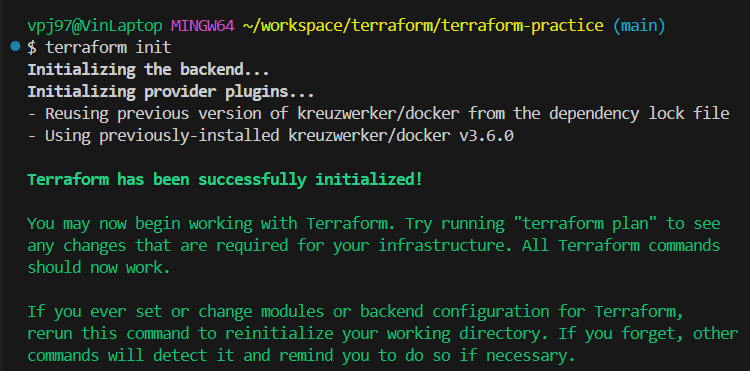 vpj97@VinLaptop MINGW64 ~/workspace/terraform/terraform-practice (main)
$ terraform init
Initializing the backend...
Initializing provider plugins...
- Reusing previous version of kreuzwerker/docker from the dependency lock file
- Using previously-installed kreuzwerker/docker v3.6.0
Terraform has been successfully initialized!
You may now begin working with Terraform. Try running "terraform plan" to see
any changes that are required for your infrastructure. All Terraform commands
should now work.
If you ever set or change modules or backend configuration for Terraform,
rerun this command to reinitialize your working directory. If you forget, other
commands will detect it and remind you to do so if necessary.